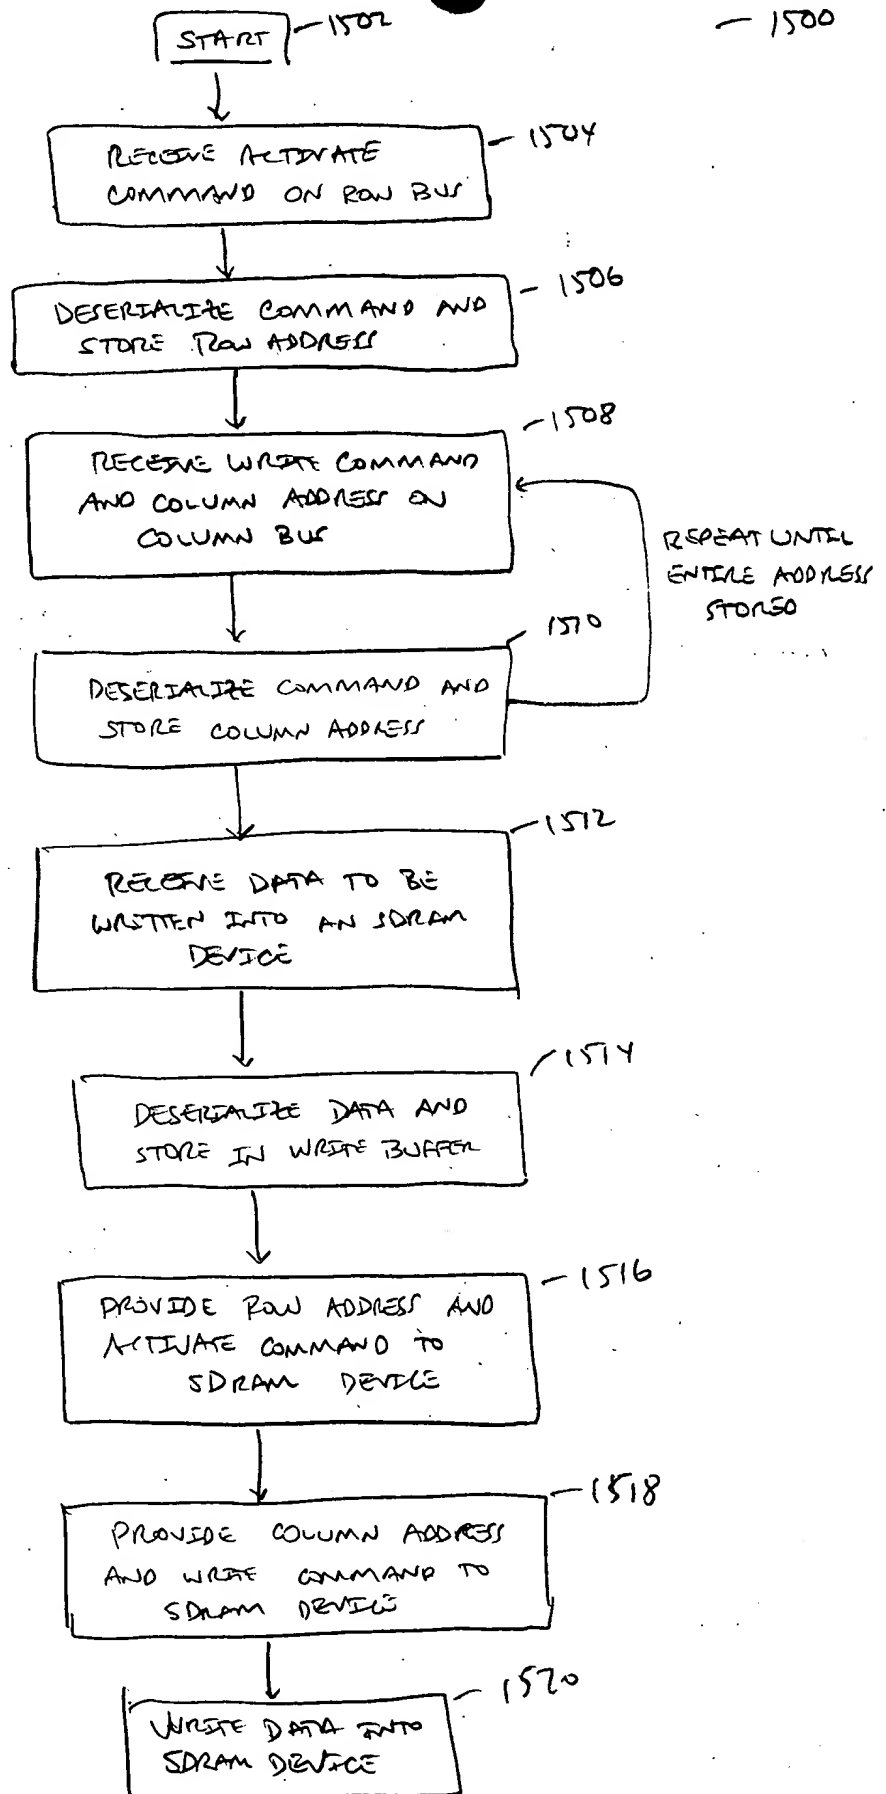 START
1502
1500
RECEIVE ACTIVATE
COMMAND ON ROW BUS
1504
DESERIALIZE COMMAND AND
STORE ROW ADDRESS
1506
RECEIVE WRITE COMMAND
AND COLUMN ADDRESS ON
COLUMN BUS
1508
REPEAT UNTIL
ENTIRE ADDRESS
STORED
DESERIALIZE COMMAND AND
STORE COLUMN ADDRESS
1510
RECEIVE DATA TO BE
WRITTEN INTO AN SDRAM
DEVICE
1512
DESERIALIZE DATA AND
STORE IN WRITE BUFFER
1514
PROVIDE ROW ADDRESS AND
ACTIVATE COMMAND TO
SDRAM DEVICE
1516
PROVIDE COLUMN ADDRESS
AND WRITE COMMAND TO
SDRAM DEVICE
1518
WRITE DATA INTO
SDRAM DEVICE
1520